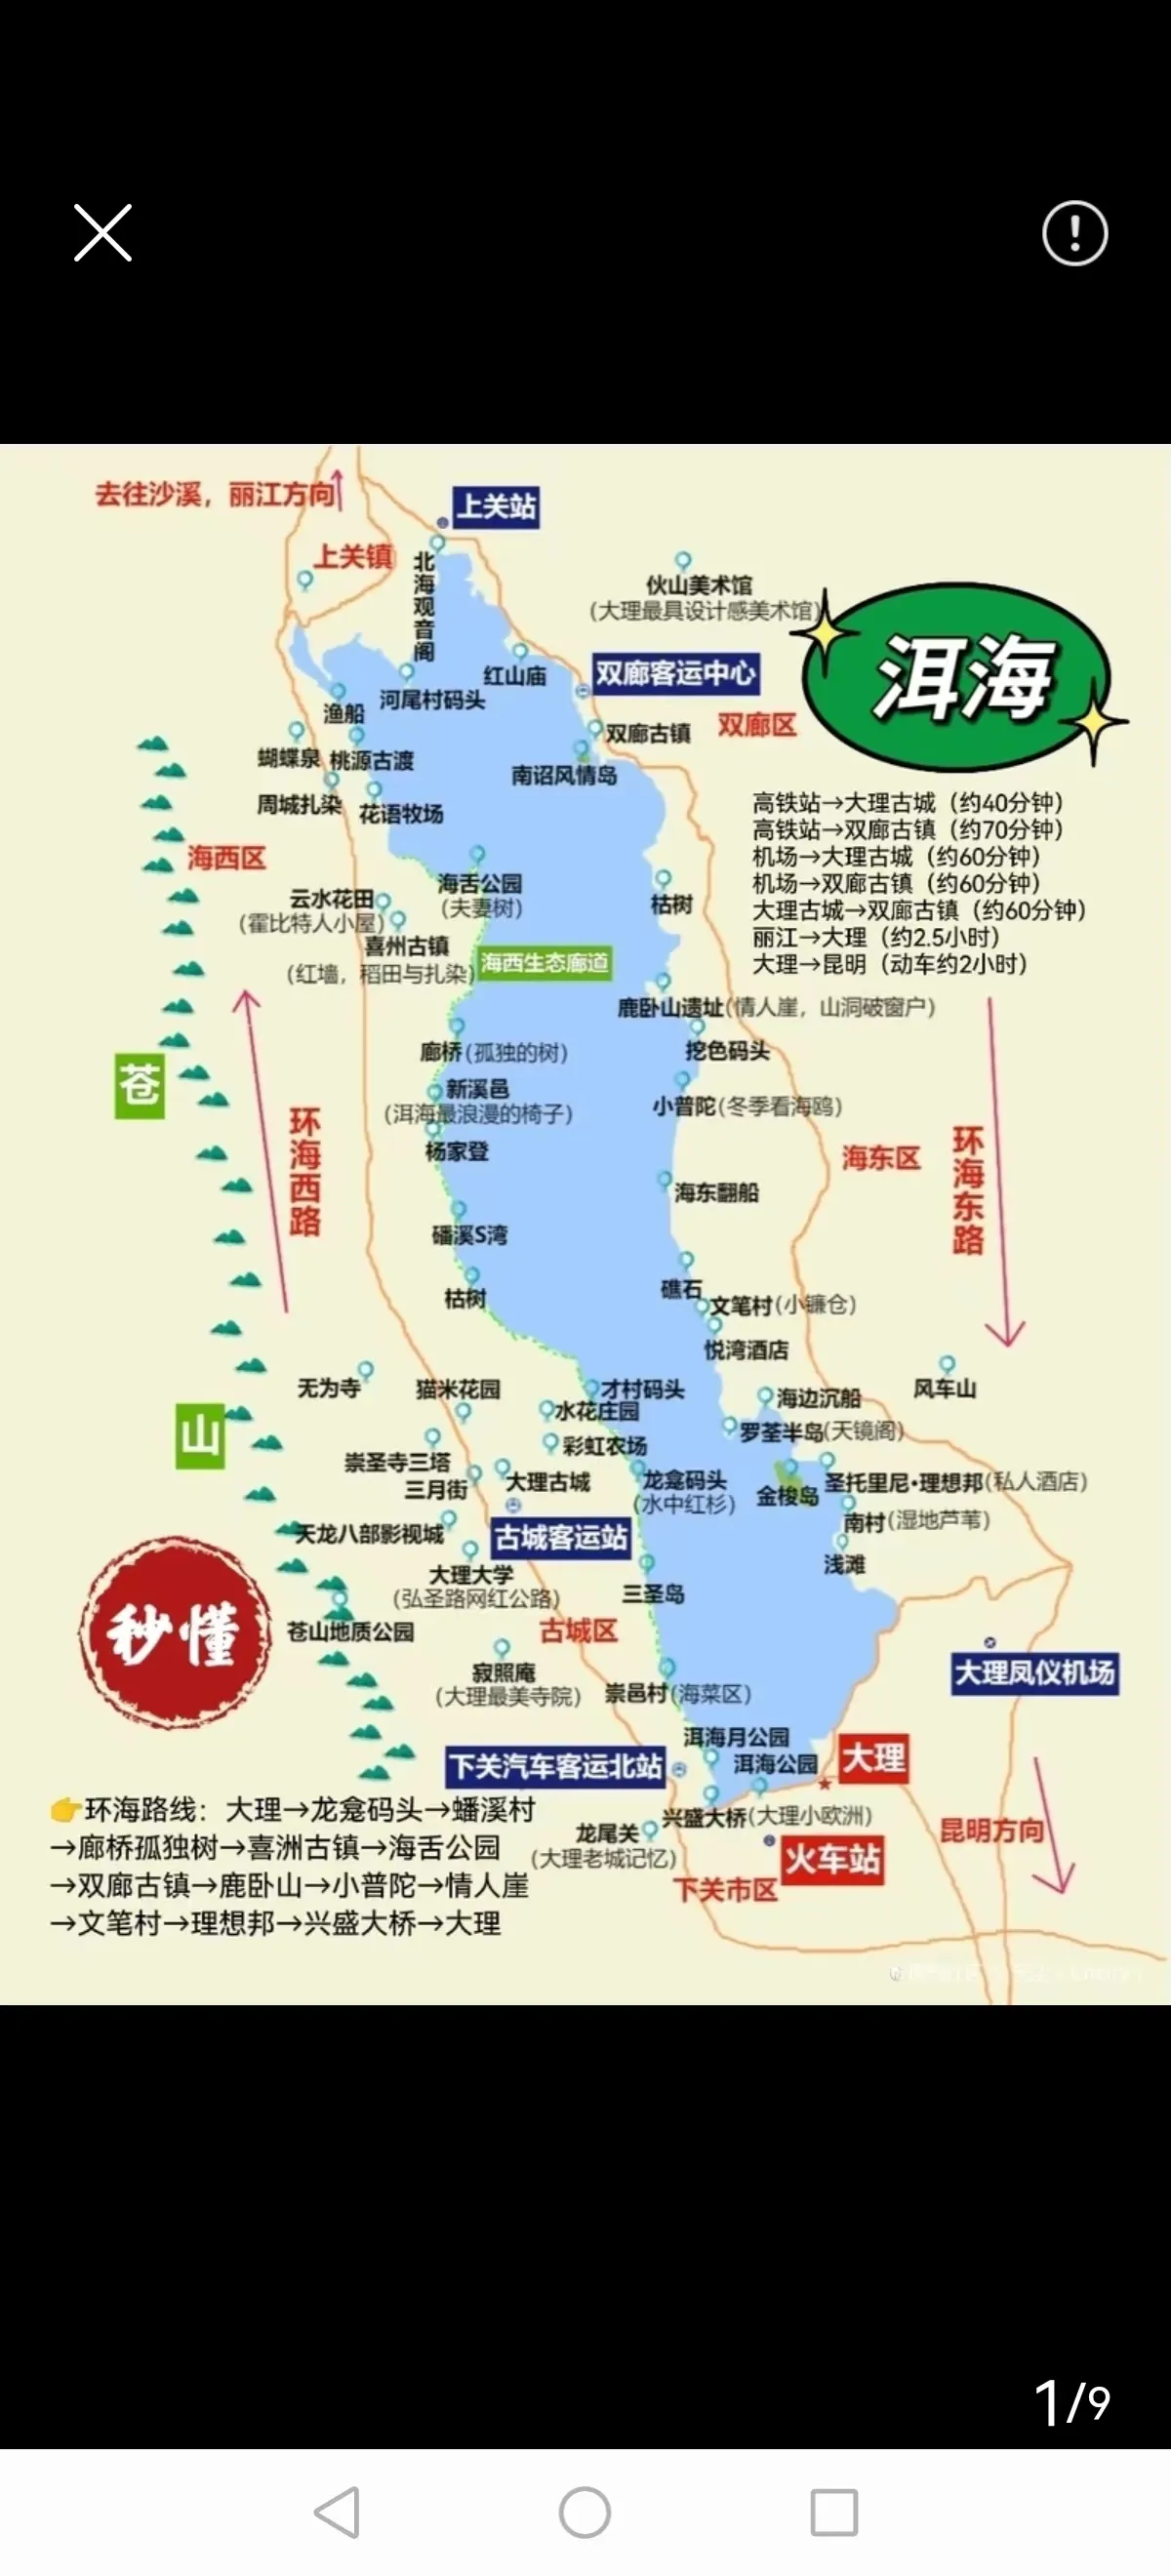 去往沙溪，丽江方向
上关站
上关镇
北海观音阁
伙山美术馆
(大理最具设计感美术馆)
洱海
红山庙
双廊客运中心
河尾村码头
渔船
双廊古镇
双廊区
蝴蝶泉
桃源古渡
南诏风情岛
周城扎染
花语牧场
高铁站→大理古城（约40分钟）
高铁站→双廊古镇（约70分钟）
机场→大理古城（约60分钟）
机场→双廊古镇（约60分钟）
大理古城→双廊古镇（约60分钟）
丽江→大理（约2.5小时）
大理→昆明（动车约2小时）
海西区
海舌公园
(夫妻树)
云水花田
(霍比特人小屋)
枯树
喜州古镇
(红墙，稻田与扎染)
海西生态廊道
鹿卧山遗址(情人崖，山洞破窗户)
廊桥(孤独的树)
挖色码头
苍
新溪邑
(洱海最浪漫的椅子)
小普陀(冬季看海鸥)
环海西路
杨家登
海东区
环海东路
海东翻船
磻溪S湾
礁石
枯树
文笔村(小镰仓)
悦湾酒店
无为寺
猫米花园
才村码头
海边沉船
风车山
水花庄园
山
彩虹农场
罗荃半岛(天镜阁)
崇圣寺三塔
三月街
大理古城
龙龛码头
(水中红杉)
金梭岛
圣托里尼·理想邦(私人酒店)
天龙八部影视城
古城客运站
南村(湿地芦苇)
浅滩
大理大学
(弘圣路网红公路)
三圣岛
秒懂
苍山地质公园
古城区
寂照庵
(大理最美寺院)
崇邑村(海菜区)
大理凤仪机场
洱海月公园
下关汽车客运北站
洱海公园
大理
👉环海路线：大理→龙龛码头→蟠溪村
→廊桥孤独树→喜洲古镇→海舌公园
→双廊古镇→鹿卧山→小普陀→情人崖
→文笔村→理想邦→兴盛大桥→大理
兴盛大桥(大理小欧洲)
龙尾关
(大理老城记忆)
火车站
昆明方向
下关市区
1/9